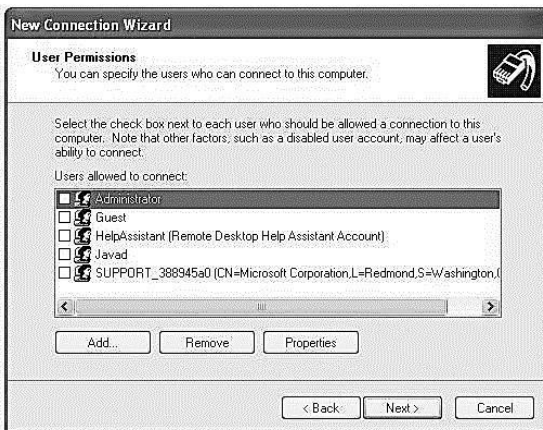 New Connection Wizard
User Permissions
You can specify the users who can connect to this computer.
Select the check box next to each user who should be allowed a connection to this
computer. Note that other factors, such as a disabled user account, may affect a user's
ability to connect.
Users allowed to connect:
Administrator
Guest
HelpAssistant (Remote Desktop Help Assistant Account)
Javad
SUPPORT_388945a0 (CN=Microsoft Corporation,L=Redmond,S=Washington,(
Add...
Remove
Properties
< Back
Next >
Cancel